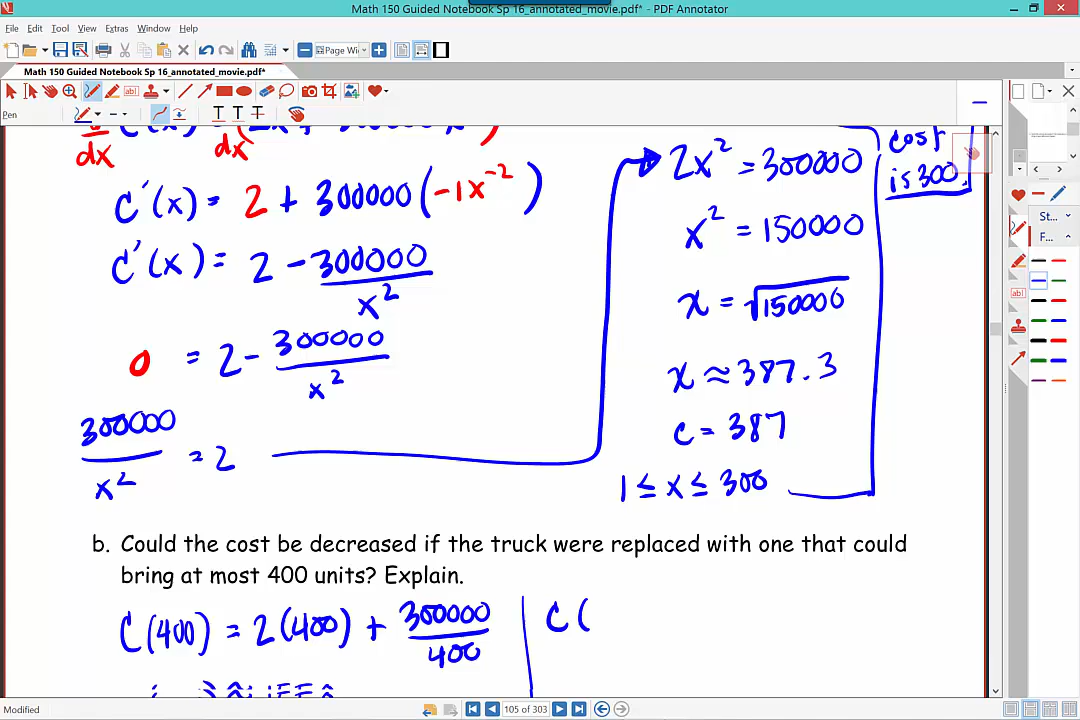 Math 150 Guided Notebook Sp 16_annotated_movie.pdf* - PDF Annotator
File Edit View Extras Window Help
Page Wi
Math 150 Guided Notebook Sp 16_annotated_movie.pdf*
Pen
C'(x) = 2 + 300000(-1x^-2)
C'(x) = 2 - 300000/x^2
0 = 2 - 300000/x^2
300000/x^2 = 2
2x^2 = 300000
x^2 = 150000
x = √150000
x ≈ 387.3
c = 387
1 ≤ x ≤ 300
cost
is 300.
b. Could the cost be decreased if the truck were replaced with one that could
bring at most 400 units? Explain.
C(400) = 2(400) + 300000/400
C(
St...
F...
Modified
105 of 303